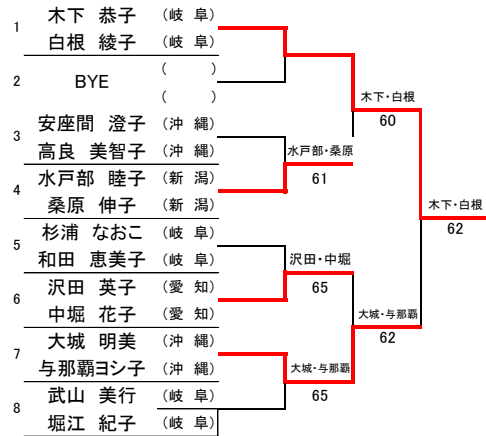 1 木下 恭子 (岐 阜)
白根 綾子 (岐 阜)
2 BYE ( )
( )
木下・白根
60
3 安座間 澄子 (沖 縄)
高良 美智子 (沖 縄)
水戸部・桑原
61
4 水戸部 睦子 (新 潟)
桑原 伸子 (新 潟)
木下・白根
62
5 杉浦 なおこ (岐 阜)
和田 恵美子 (岐 阜)
沢田・中堀
65
6 沢田 英子 (愛 知)
中堀 花子 (愛 知)
大城・与那覇
62
7 大城 明美 (沖 縄)
与那覇ヨシ子 (沖 縄)
大城・与那覇
65
8 武山 美行 (岐 阜)
堀江 紀子 (岐 阜)